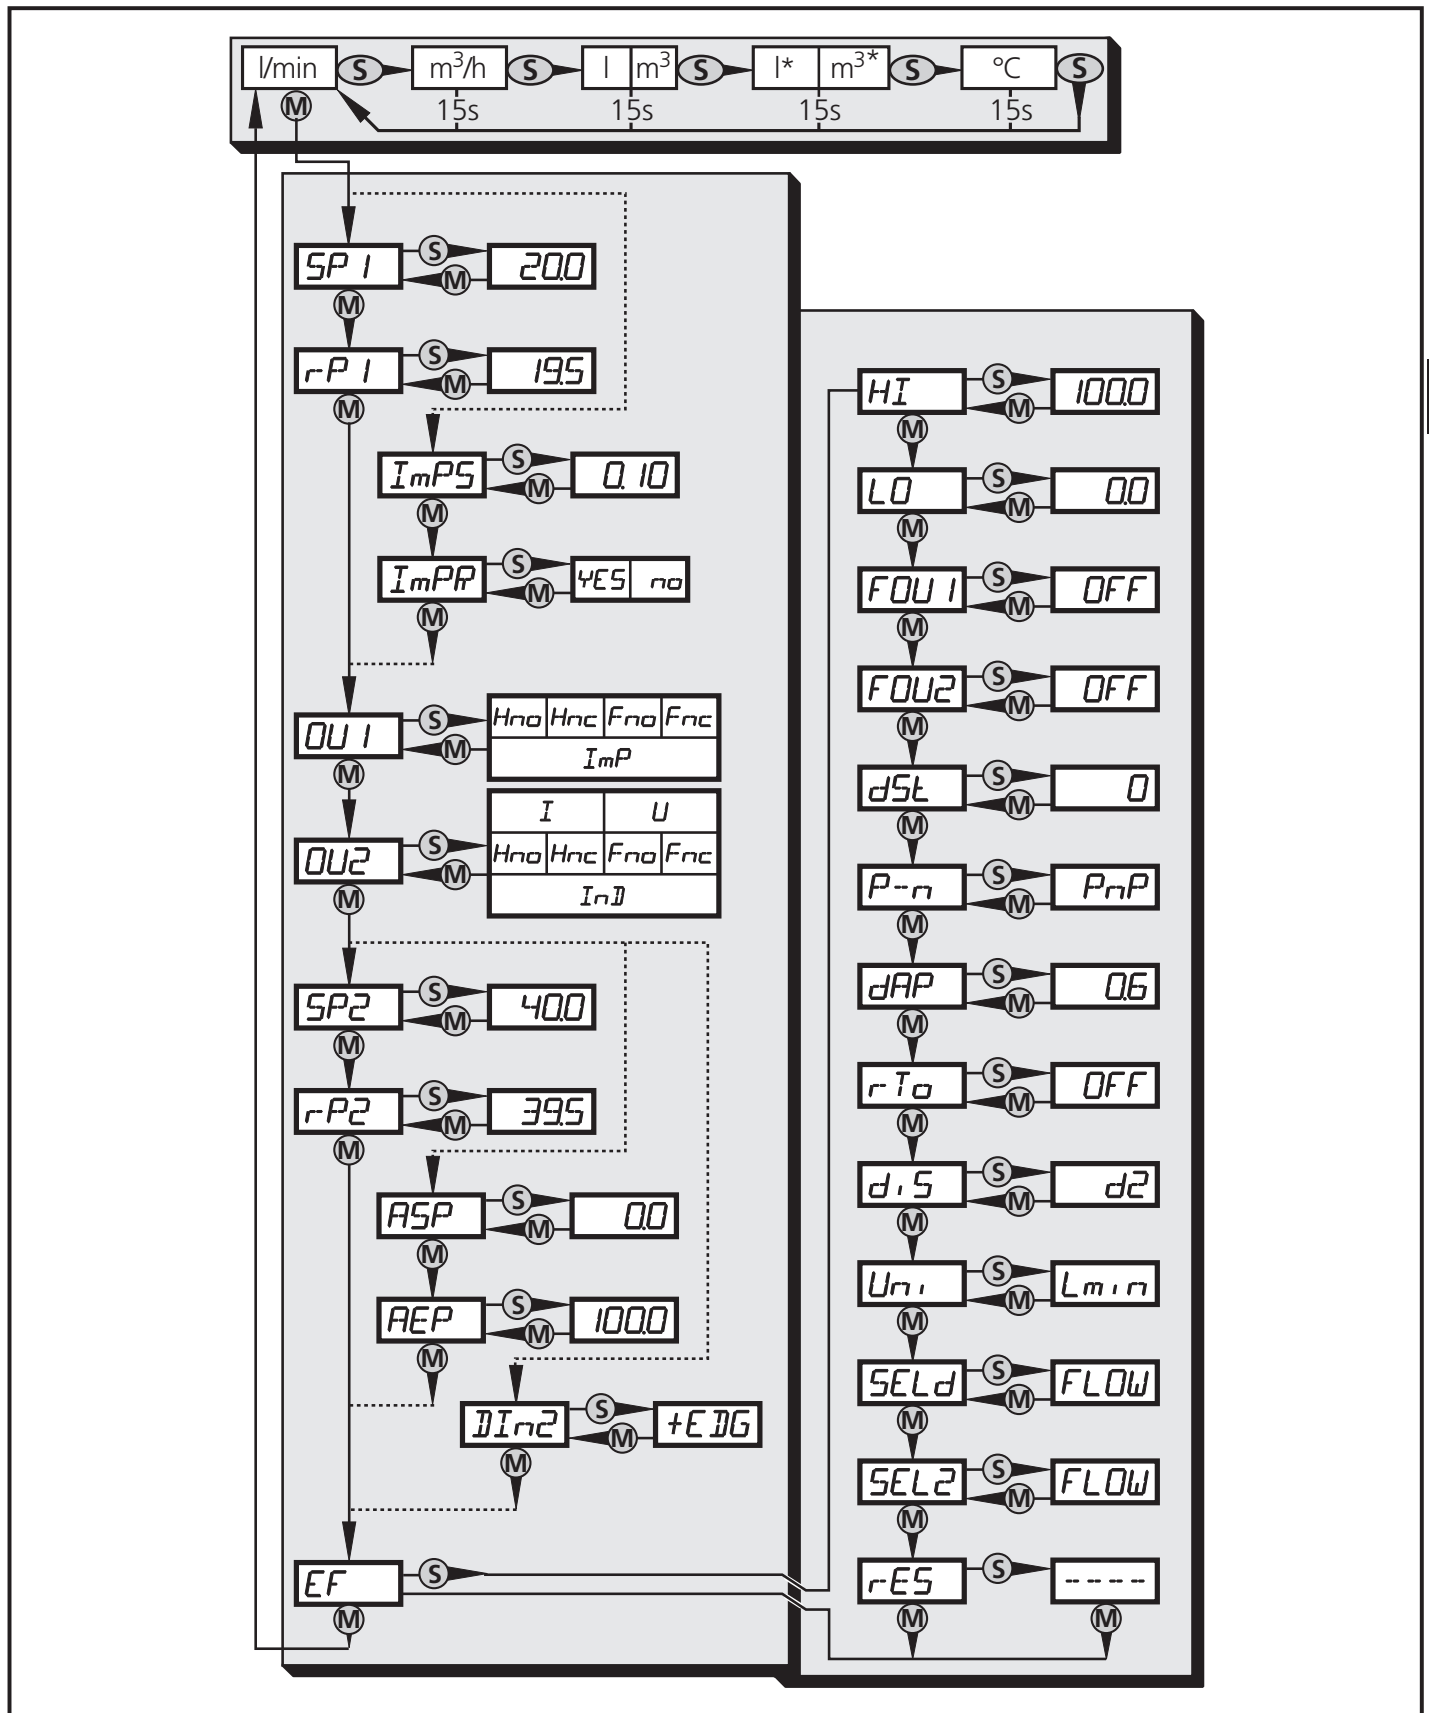 l/min S m³/h S l m³ S l* m³* S °C S
M 15s 15s 15s 15s
SP1 S M 20.0
M
rP1 S M 19.5
M
ImPS S M 0.10
M
ImPR S M YES no
M
OU1 S M Hno Hnc Fno Fnc
ImP
M
I U
OU2 S M Hno Hnc Fno Fnc
InD
M
SP2 S M 40.0
M
rP2 S M 39.5
M
ASP S M 0.0
M
AEP S M 100.0
M
DIn2 S M +EDG
M
EF S
M
HI S M 100.0
M
LO S M 0.0
M
FOU1 S M OFF
M
FOU2 S M OFF
M
dSt S M 0
M
P-n S M PnP
M
dAP S M 0.6
M
rTo S M OFF
M
diS S M d2
M
Uni S M Lmin
M
SELd S M FLOW
M
SEL2 S M FLOW
M
rES S ----
M M